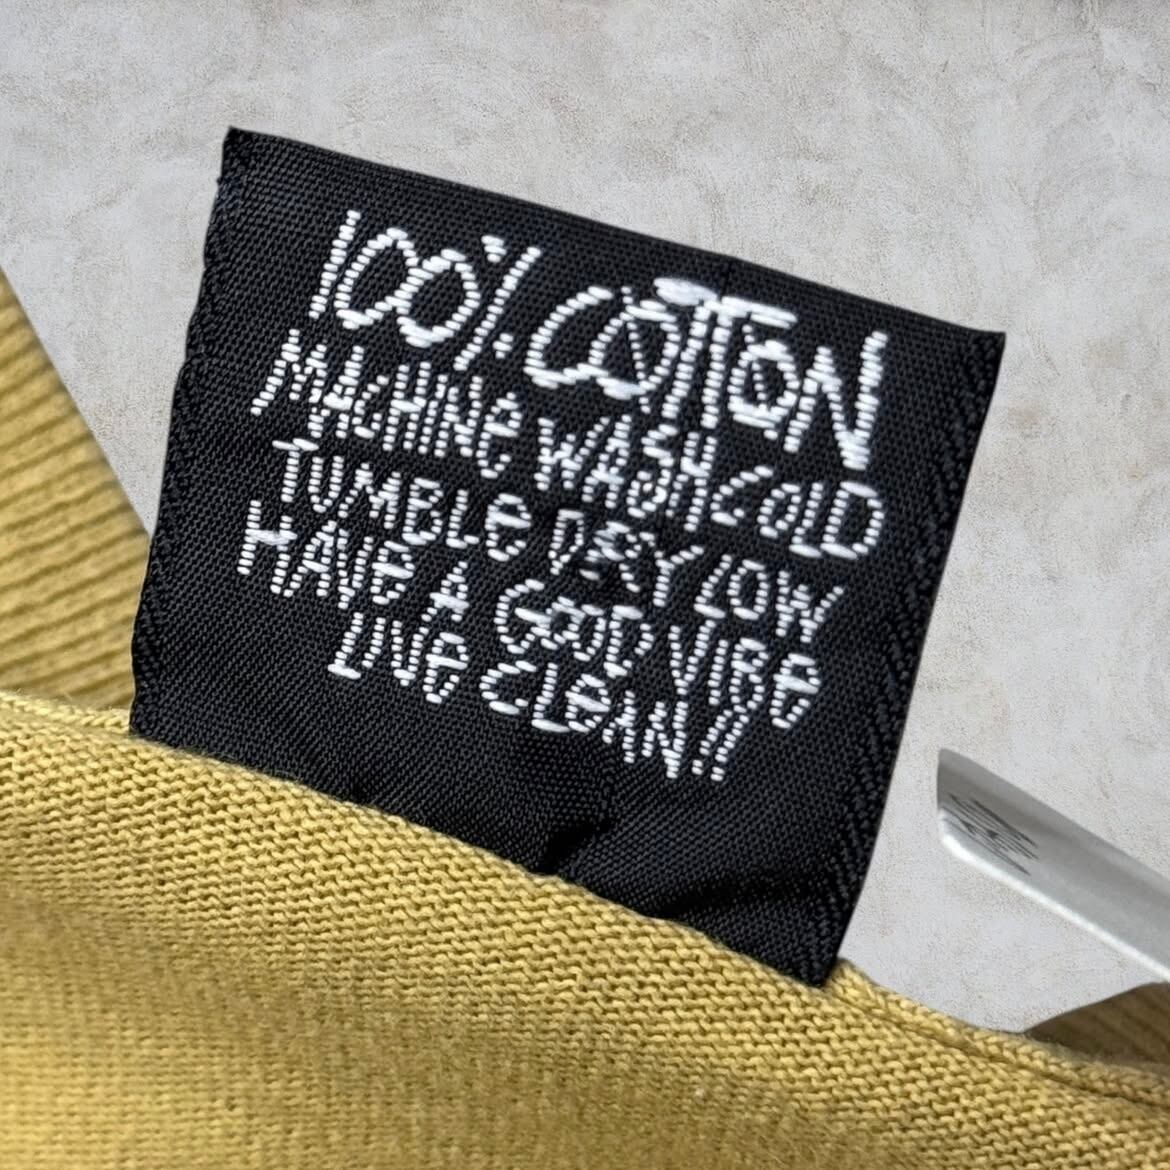 100% COTTON
MACHINE WASH COLD
TUMBLE DRY LOW
HAVE A GOOD VIBE
LIVE CLEAN!!